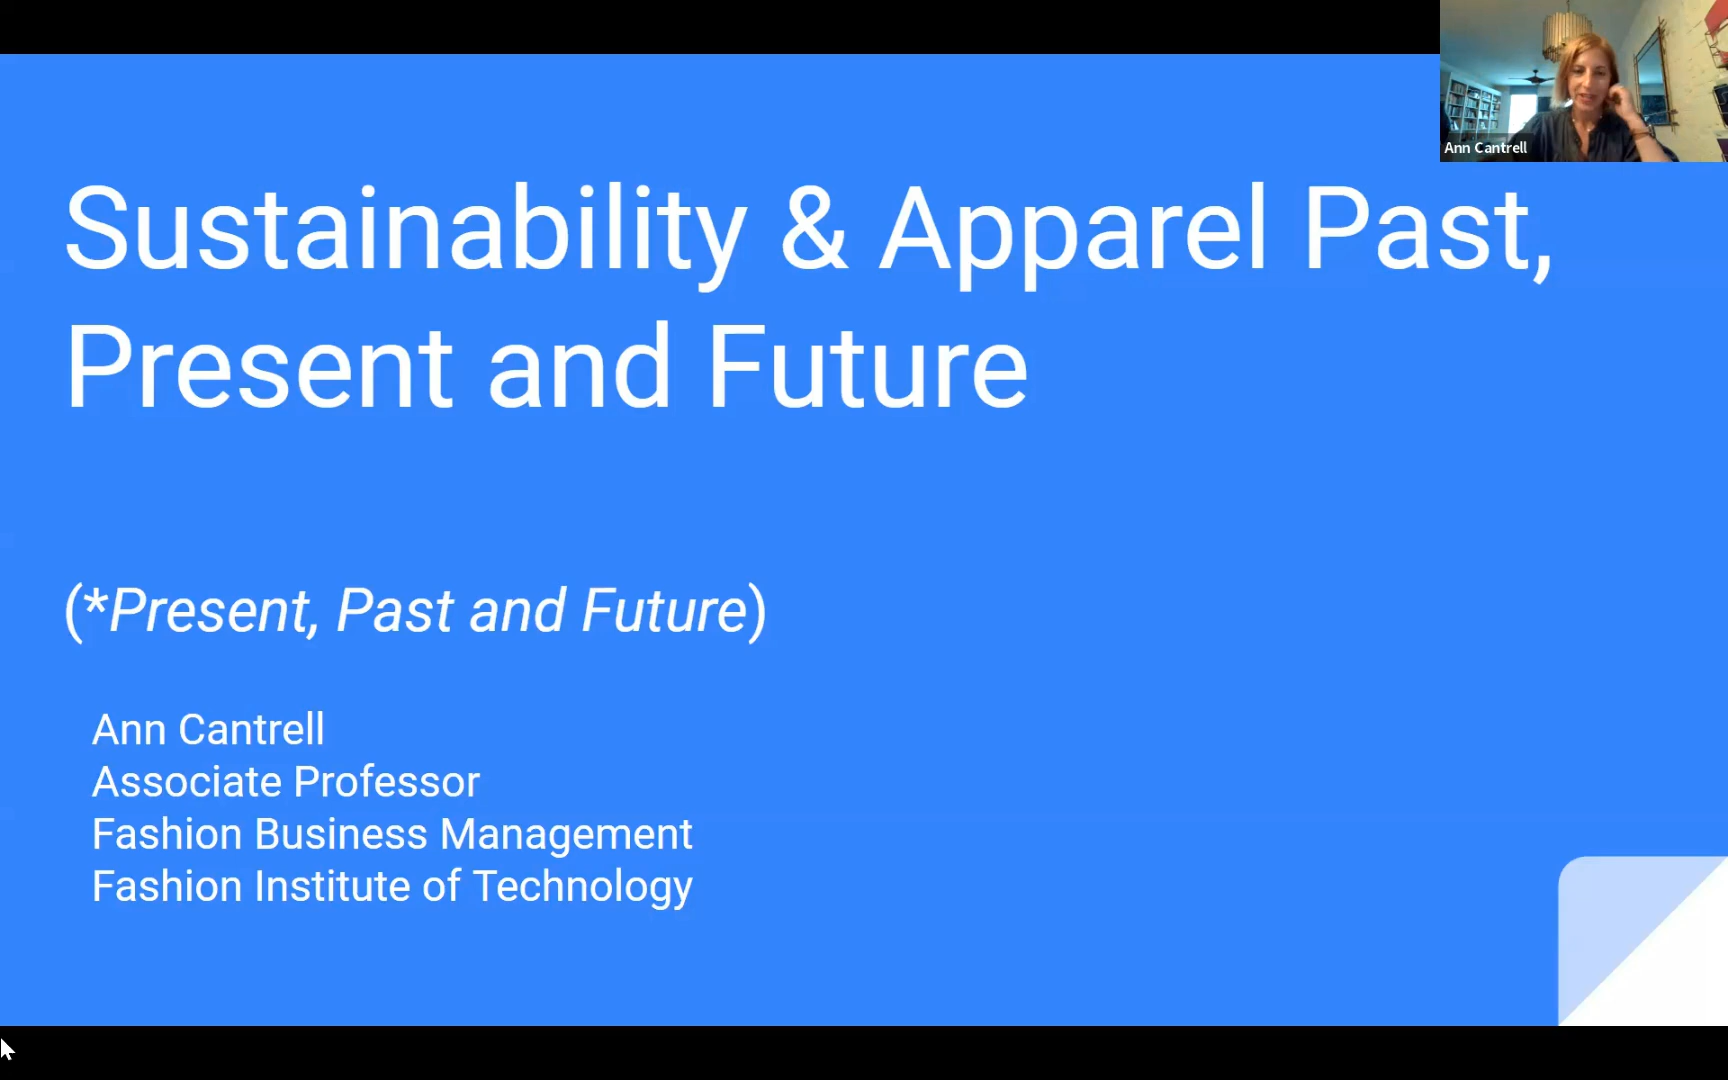 Ann Cantrell
Sustainability & Apparel Past,
Present and Future
(*Present, Past and Future)
Ann Cantrell
Associate Professor
Fashion Business Management
Fashion Institute of Technology